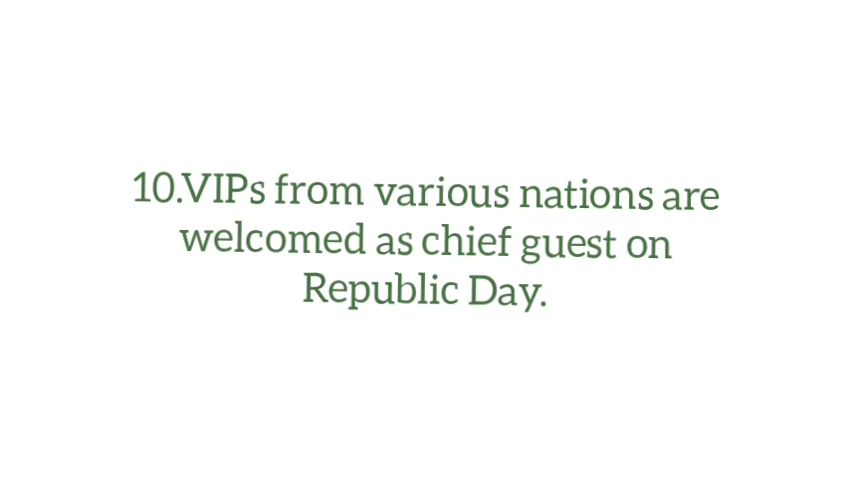 10.VIPs from various nations are
welcomed as chief guest on
Republic Day.